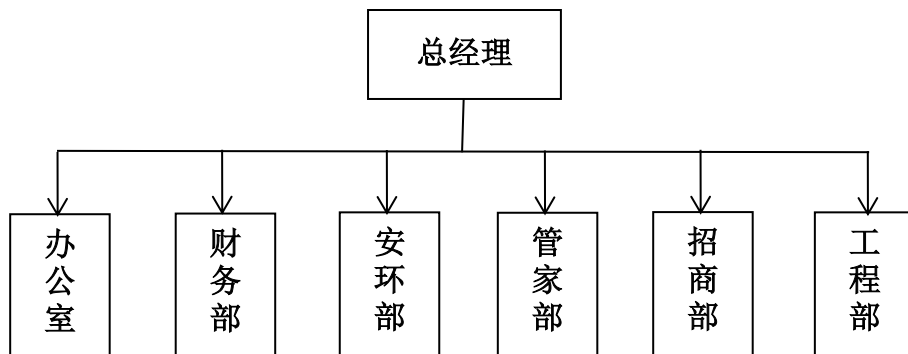 总经理
办公室
财务部
安环部
管家部
招商部
工程部